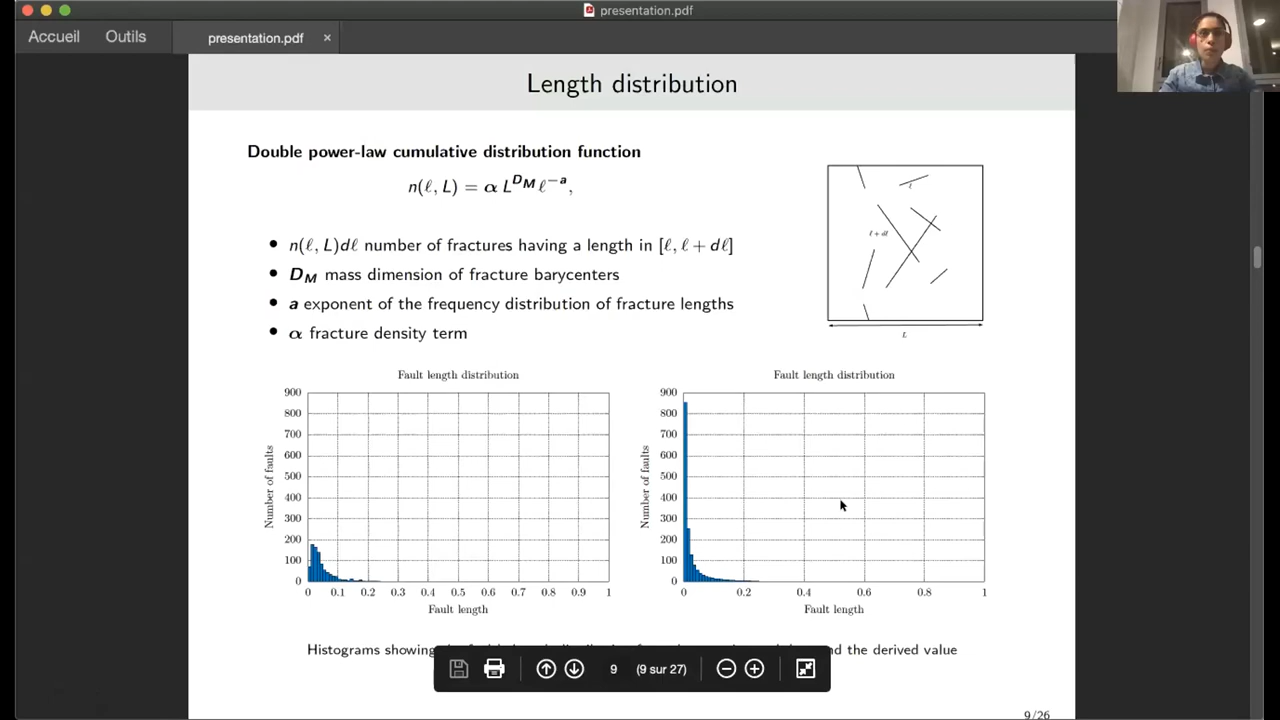 presentation.pdf
Accueil Outils presentation.pdf ×
Length distribution
Double power-law cumulative distribution function
n(ℓ, L) = α L^{D_M} ℓ^{−a},
• n(ℓ, L)dℓ number of fractures having a length in [ℓ, ℓ + dℓ]
• D_M mass dimension of fracture barycenters
• a exponent of the frequency distribution of fracture lengths
• α fracture density term
ℓ
ℓ + dℓ
L
Fault length distribution
Number of faults
900
800
700
600
500
400
300
200
100
0
0 0.1 0.2 0.3 0.4 0.5 0.6 0.7 0.8 0.9 1
Fault length
Fault length distribution
Number of faults
900
800
700
600
500
400
300
200
100
0
0 0.2 0.4 0.6 0.8 1
Fault length
Histograms showing the derived value
9 (9 sur 27)
9/26